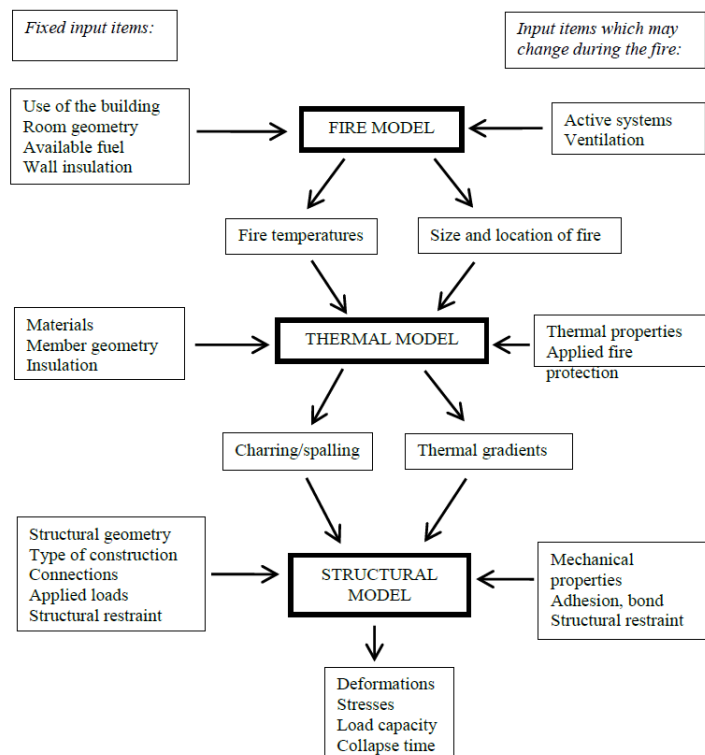 Fixed input items:
Input items which may
change during the fire:
Use of the building
Room geometry
Available fuel
Wall insulation
FIRE MODEL
Active systems
Ventilation
Fire temperatures
Size and location of fire
Materials
Member geometry
Insulation
THERMAL MODEL
Thermal properties
Applied fire
protection
Charring/spalling
Thermal gradients
Structural geometry
Type of construction
Connections
Applied loads
Structural restraint
STRUCTURAL
MODEL
Mechanical
properties
Adhesion, bond
Structural restraint
Deformations
Stresses
Load capacity
Collapse time